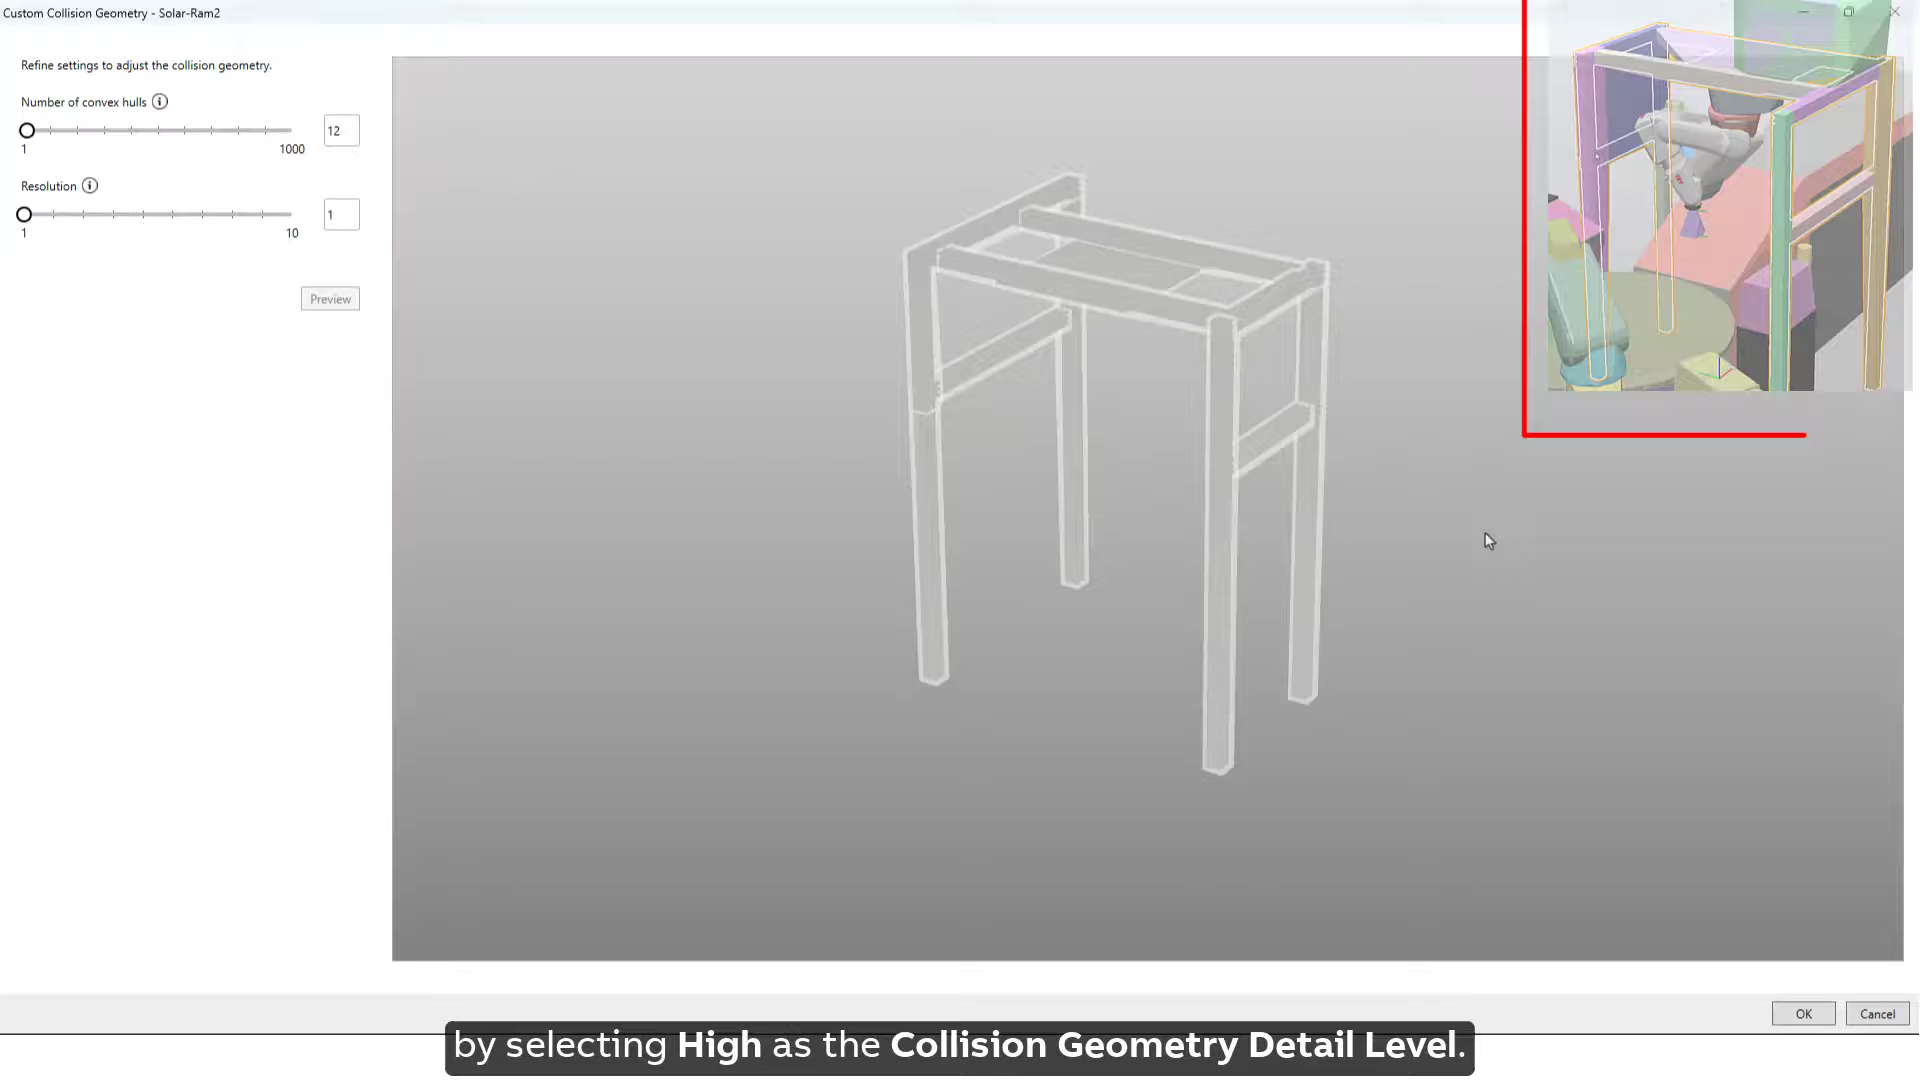 Custom Collision Geometry - Solar-Ram2
Refine settings to adjust the collision geometry.
Number of convex hulls
12
1
1000
Resolution
1
1
10
Preview
OK
Cancel
by selecting High as the Collision Geometry Detail Level.